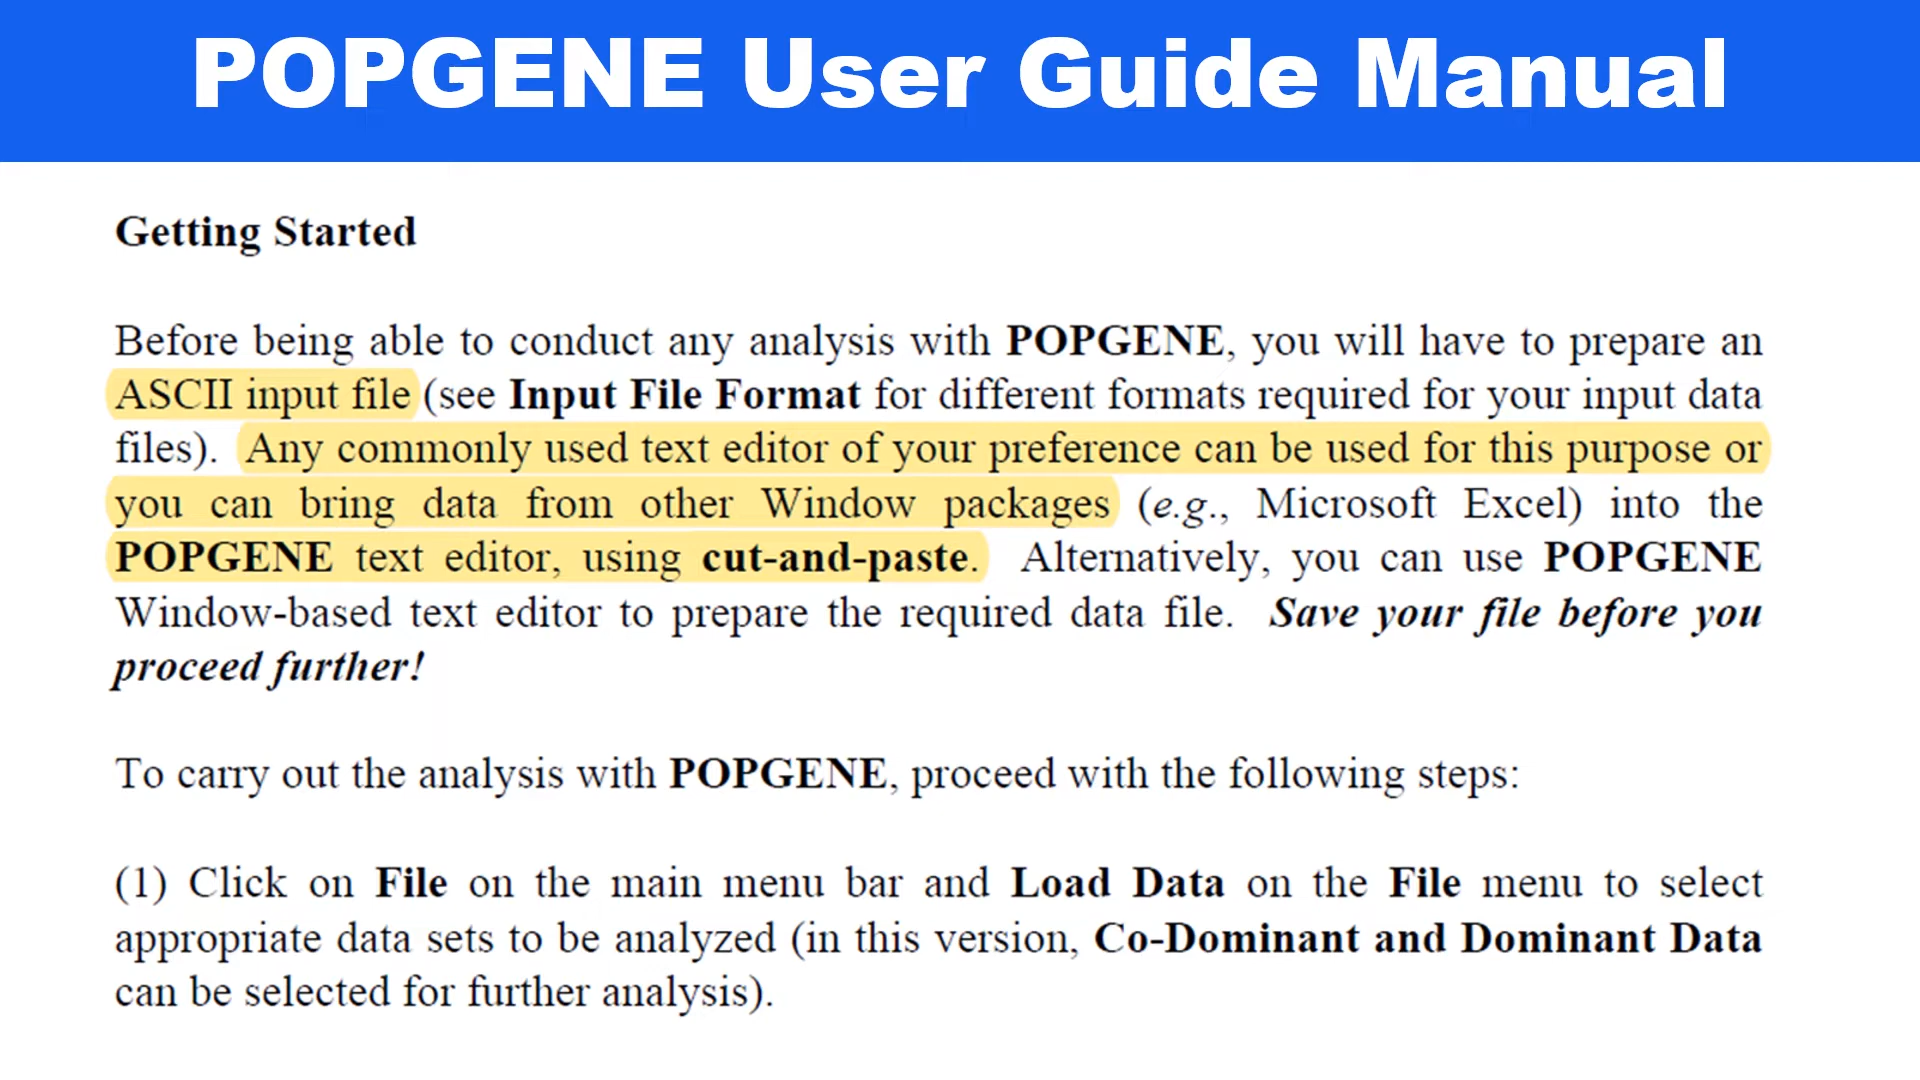 POPGENE User Guide Manual
Getting Started
Before being able to conduct any analysis with POPGENE, you will have to prepare an
ASCII input file (see Input File Format for different formats required for your input data
files). Any commonly used text editor of your preference can be used for this purpose or
you can bring data from other Window packages (e.g., Microsoft Excel) into the
POPGENE text editor, using cut-and-paste. Alternatively, you can use POPGENE
Window-based text editor to prepare the required data file. Save your file before you
proceed further!
To carry out the analysis with POPGENE, proceed with the following steps:
(1) Click on File on the main menu bar and Load Data on the File menu to select
appropriate data sets to be analyzed (in this version, Co-Dominant and Dominant Data
can be selected for further analysis).